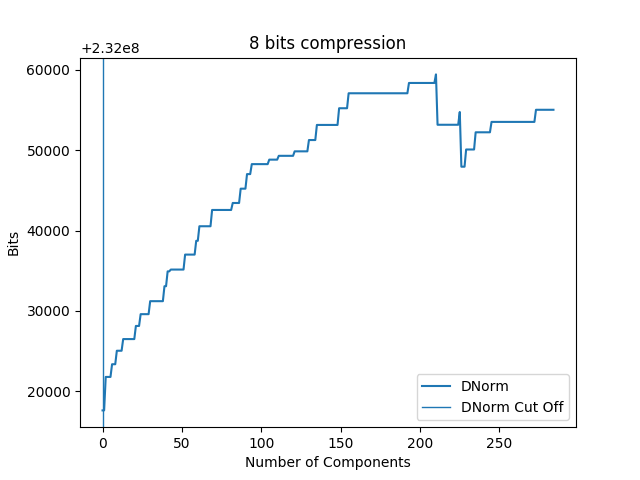 8 bits compression
+2.32e8
60000
50000
40000
30000
20000
Bits
0 50 100 150 200 250
Number of Components
DNorm
DNorm Cut Off